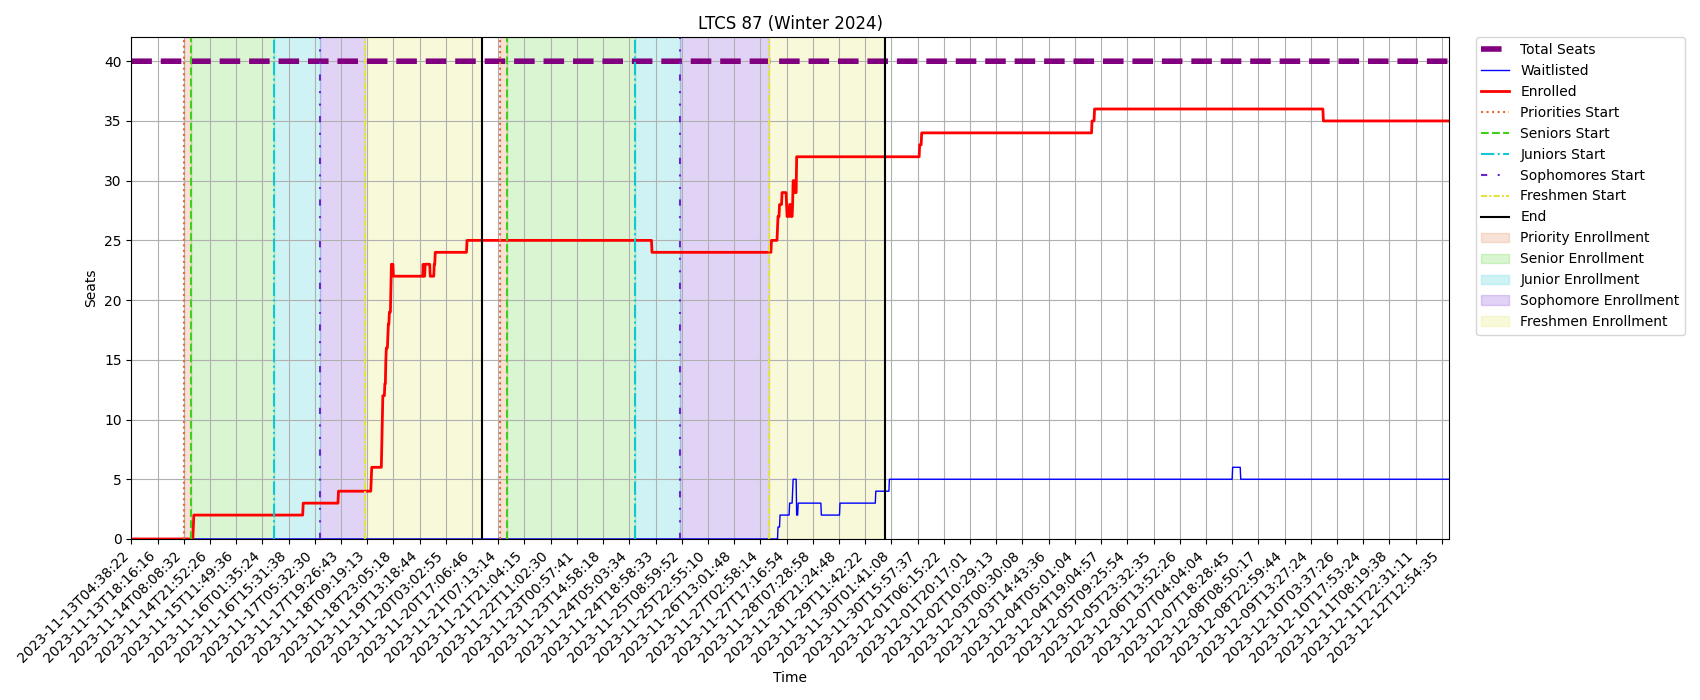 LTCS 87 (Winter 2024)
Seats
40
35
30
25
20
15
10
5
0
2023-11-13T04:38:22
2023-11-13T18:16:16
2023-11-14T08:08:32
2023-11-14T21:52:26
2023-11-15T11:49:36
2023-11-16T01:35:24
2023-11-16T15:31:38
2023-11-17T05:32:30
2023-11-17T19:26:43
2023-11-18T09:19:13
2023-11-18T23:05:18
2023-11-19T13:18:44
2023-11-20T03:02:55
2023-11-20T17:06:46
2023-11-21T07:13:14
2023-11-21T21:04:15
2023-11-22T11:02:30
2023-11-23T00:57:41
2023-11-23T14:58:18
2023-11-24T05:03:34
2023-11-24T18:58:33
2023-11-25T08:59:52
2023-11-25T22:55:10
2023-11-26T13:01:48
2023-11-27T02:58:14
2023-11-27T17:16:54
2023-11-28T07:28:58
2023-11-28T21:24:48
2023-11-29T11:42:22
2023-11-30T01:41:08
2023-11-30T15:57:37
2023-12-01T06:15:22
2023-12-01T20:17:01
2023-12-02T10:29:13
2023-12-03T00:30:08
2023-12-03T14:43:36
2023-12-04T05:01:04
2023-12-04T19:04:57
2023-12-05T09:25:54
2023-12-05T23:32:35
2023-12-06T13:52:26
2023-12-07T04:04:04
2023-12-07T18:28:45
2023-12-08T08:50:17
2023-12-08T22:59:44
2023-12-09T13:27:24
2023-12-10T03:37:26
2023-12-10T17:53:24
2023-12-11T08:19:38
2023-12-11T22:31:11
2023-12-12T12:54:35
Time
Total Seats
Waitlisted
Enrolled
Priorities Start
Seniors Start
Juniors Start
Sophomores Start
Freshmen Start
End
Priority Enrollment
Senior Enrollment
Junior Enrollment
Sophomore Enrollment
Freshmen Enrollment